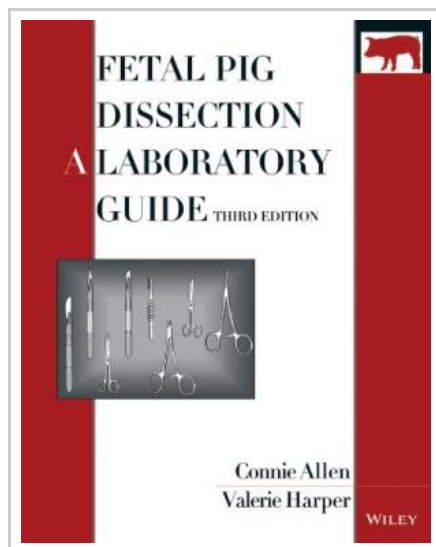 FETAL PIG
DISSECTION
A LABORATORY
GUIDE THIRD EDITION
Connie Allen
Valerie Harper
WILEY